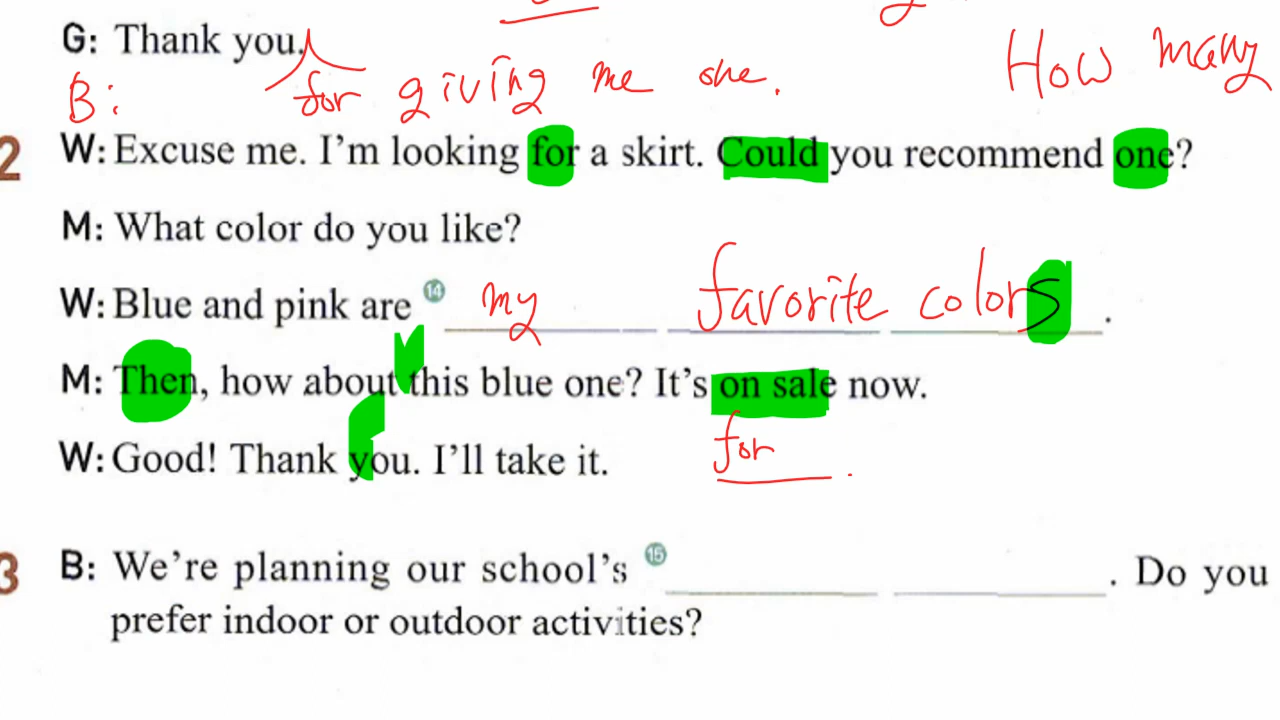 G: Thank you.
B: for giving me she.
How many
2 W: Excuse me. I'm looking for a skirt. Could you recommend one?
M: What color do you like?
W: Blue and pink are ⑭ my favorite colors.
M: Then, how about this blue one? It's on sale now.
for .
W: Good! Thank you. I'll take it.
3 B: We're planning our school's ⑮ . Do you
prefer indoor or outdoor activities?